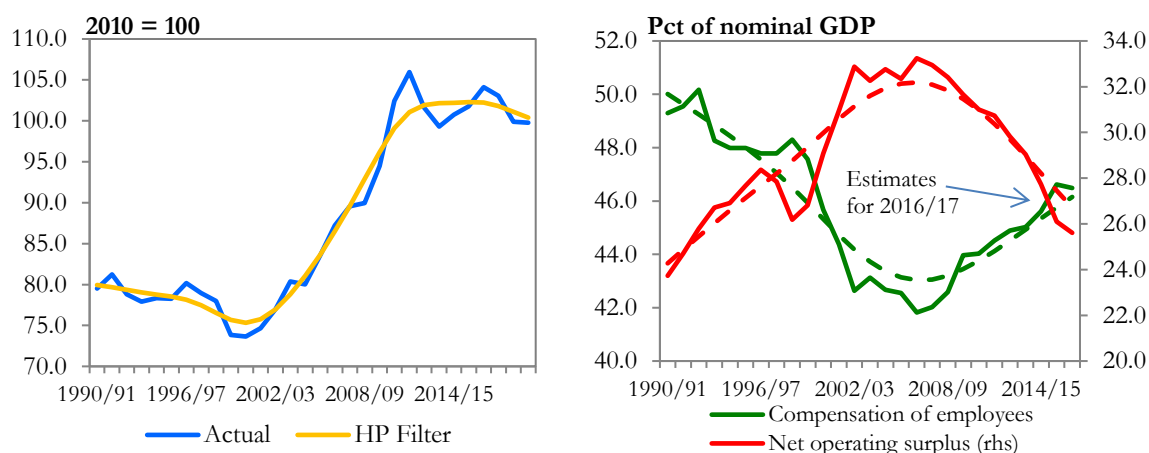 2010 = 100
110.0
105.0
100.0
95.0
90.0
85.0
80.0
75.0
70.0
1990/91 1996/97 2002/03 2008/09 2014/15
Actual HP Filter
Pct of nominal GDP
52.0 34.0
50.0 32.0
48.0 30.0
46.0 28.0
44.0 26.0
42.0 24.0
40.0 22.0
20.0
Estimates
for 2016/17
1990/91 1996/97 2002/03 2008/09 2014/15
Compensation of employees
Net operating surplus (rhs)